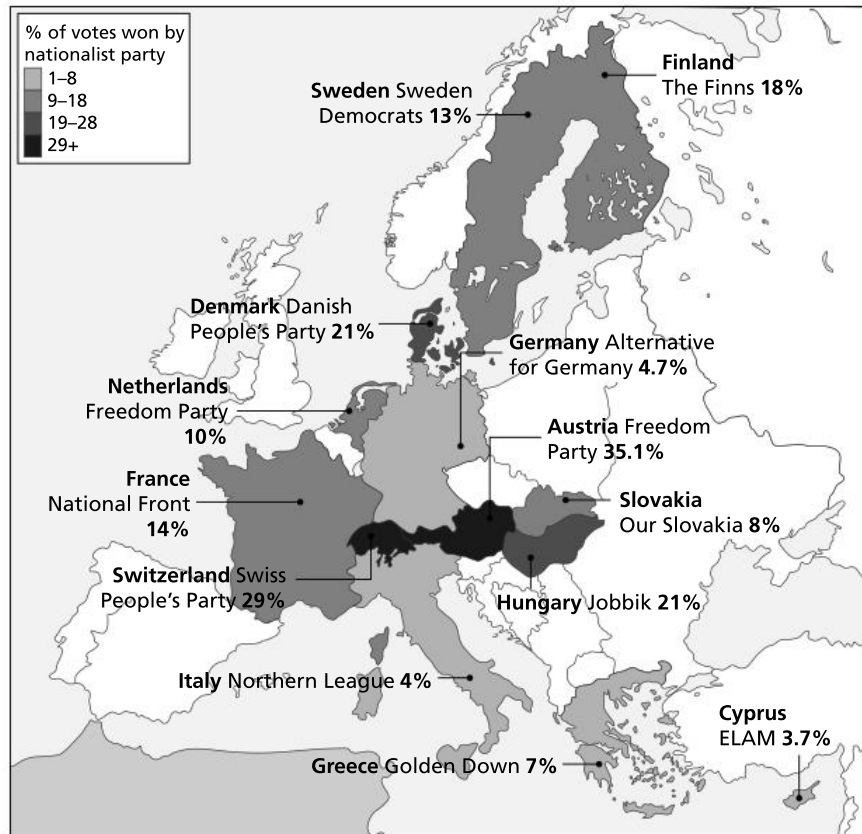 % of votes won by
nationalist party
1–8
9–18
19–28
29+
Finland
The Finns 18%
Sweden Sweden
Democrats 13%
Denmark Danish
People's Party 21%
Germany Alternative
for Germany 4.7%
Netherlands
Freedom Party
10%
Austria Freedom
Party 35.1%
France
National Front
14%
Slovakia
Our Slovakia 8%
Switzerland Swiss
People's Party 29%
Hungary Jobbik 21%
Italy Northern League 4%
Cyprus
ELAM 3.7%
Greece Golden Down 7%